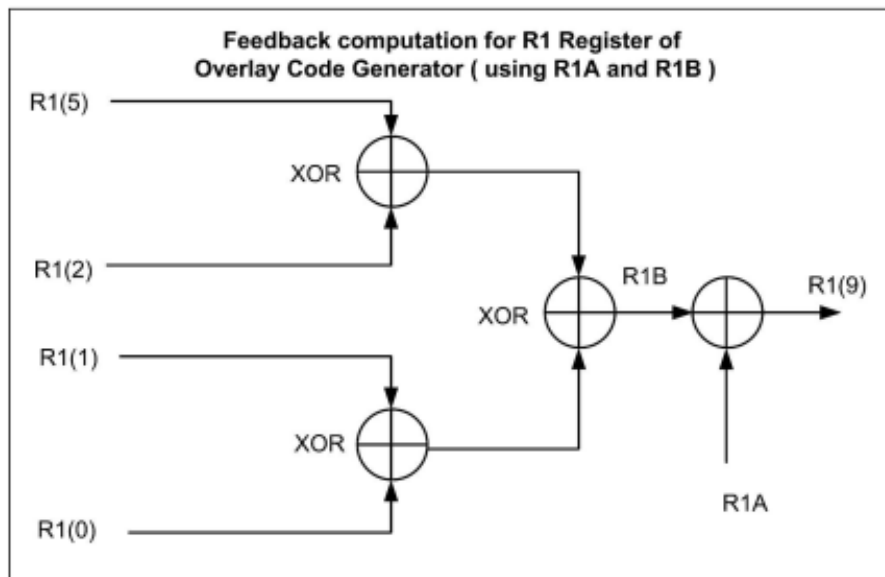 Feedback computation for R1 Register of
Overlay Code Generator ( using R1A and R1B )
R1(5)
XOR
R1(2)
R1B
R1(9)
XOR
R1(1)
XOR
R1A
R1(0)